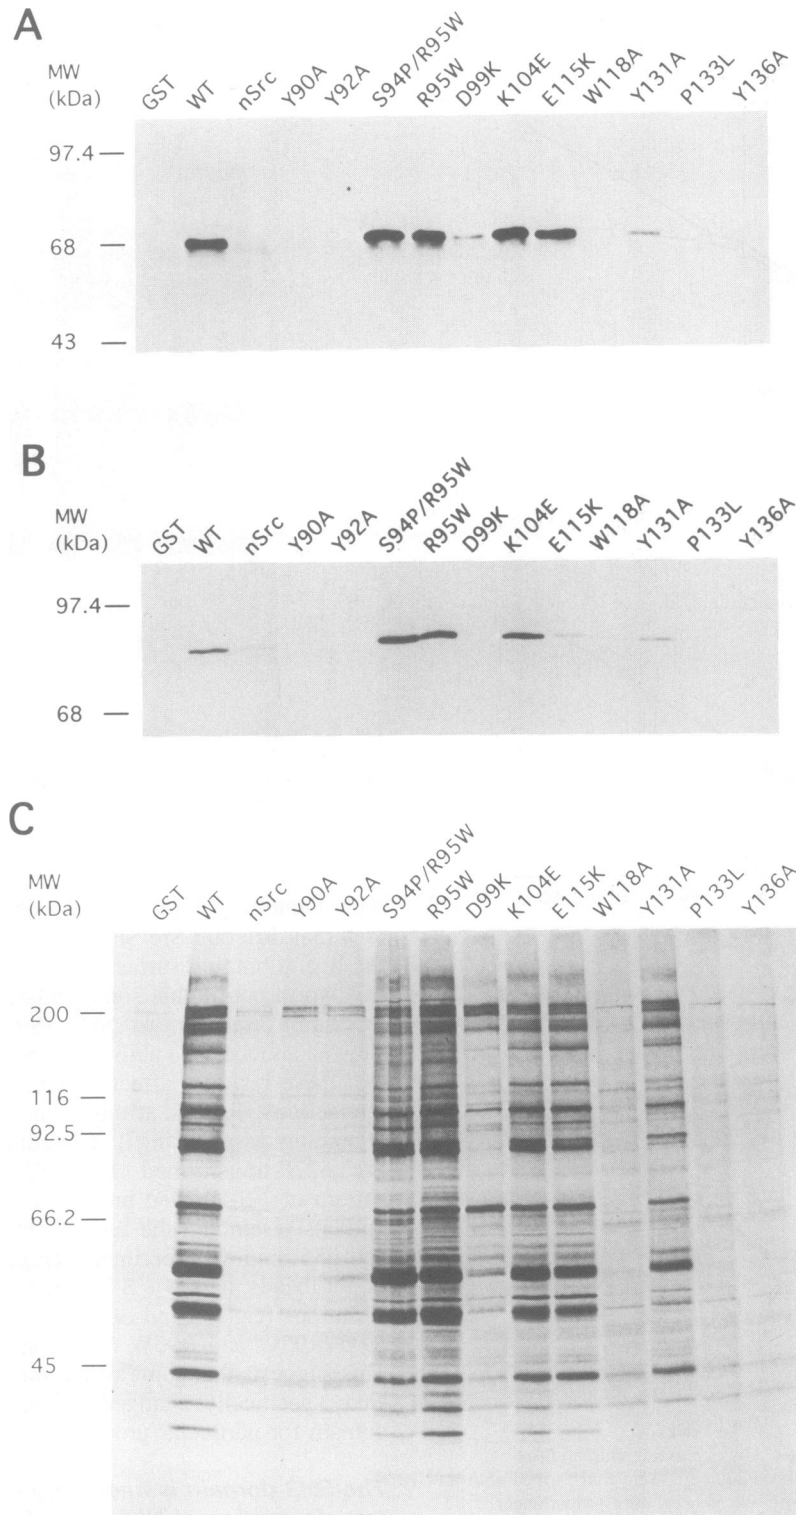 A
MW
(kDa)
GST WT nSrc Y90A Y92A S94P/R95W R95W D99K K104E E115K W118A Y131A P133L Y136A
97.4
68
43
B
MW
(kDa)
GST WT nSrc Y90A Y92A S94P/R95W R95W D99K K104E E115K W118A Y131A P133L Y136A
97.4
68
C
MW
(kDa)
GST WT nSrc Y90A Y92A S94P/R95W R95W D99K K104E E115K W118A Y131A P133L Y136A
200
116
92.5
66.2
45